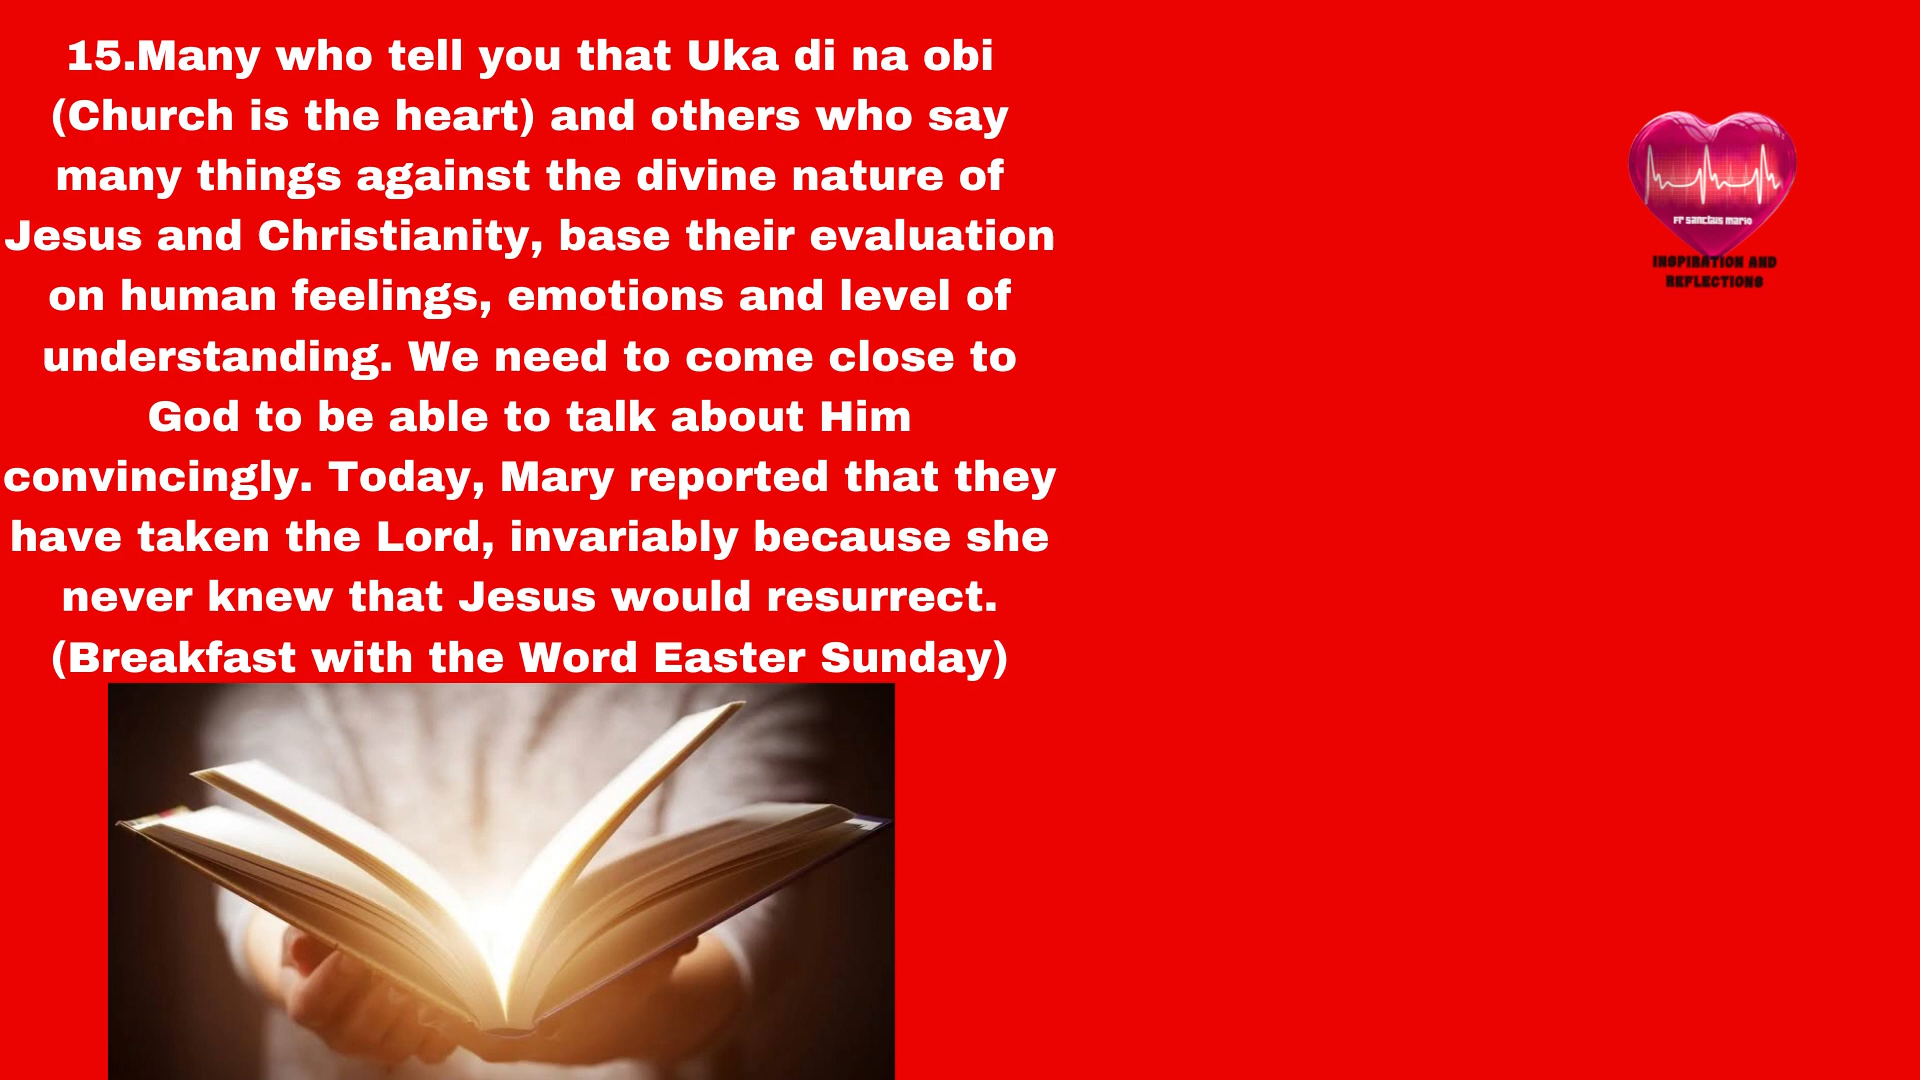 15.Many who tell you that Uka di na obi
(Church is the heart) and others who say
many things against the divine nature of
Jesus and Christianity, base their evaluation
on human feelings, emotions and level of
understanding. We need to come close to
God to be able to talk about Him
convincingly. Today, Mary reported that they
have taken the Lord, invariably because she
never knew that Jesus would resurrect.
(Breakfast with the Word Easter Sunday)
Fr Sanctus Mario
INSPIRATION AND
REFLECTIONS